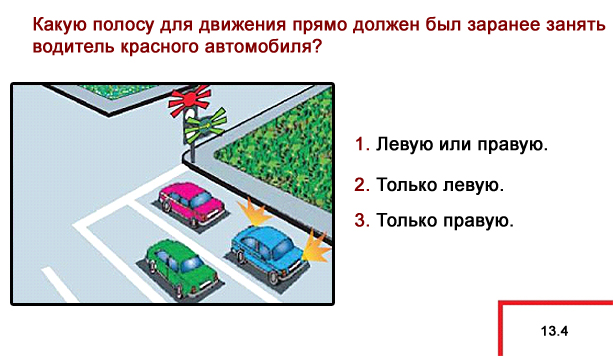 Какую полосу для движения прямо должен был заранее занять
водитель красного автомобиля?
1. Левую или правую.
2. Только левую.
3. Только правую.
13.4